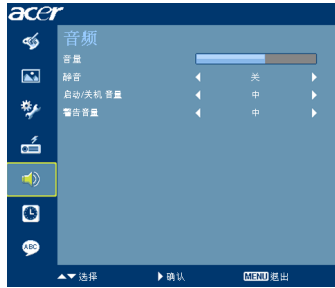 acer
音频
音量
静音 关
启动/关机 音量 中
警告音量 中
ABC
选择 确认 MENU 退出